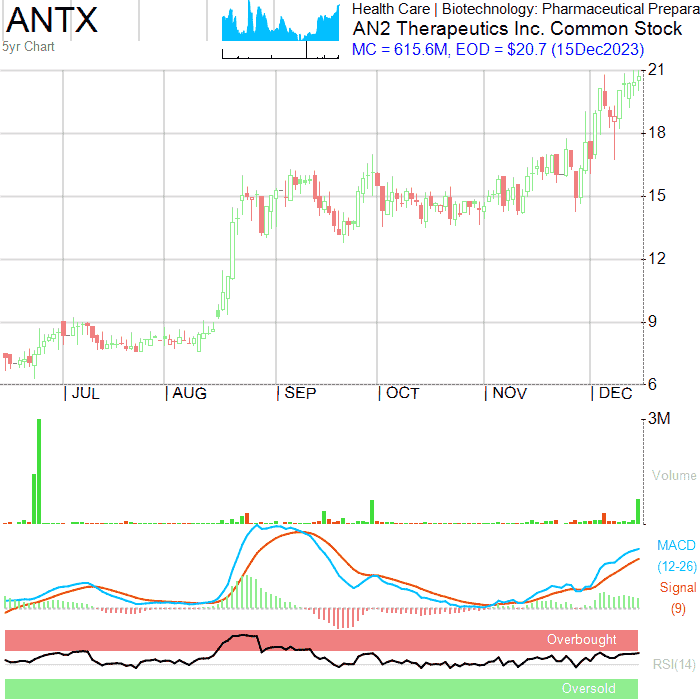 ANTX
5yr Chart
Health Care | Biotechnology: Pharmaceutical Prepara
AN2 Therapeutics Inc. Common Stock
MC = 615.6M, EOD = $20.7 (15Dec2023)
21
18
15
12
9
6
JUL AUG SEP OCT NOV DEC
3M
Volume
MACD
(12-26)
Signal
(9)
Overbought
RSI(14)
Oversold